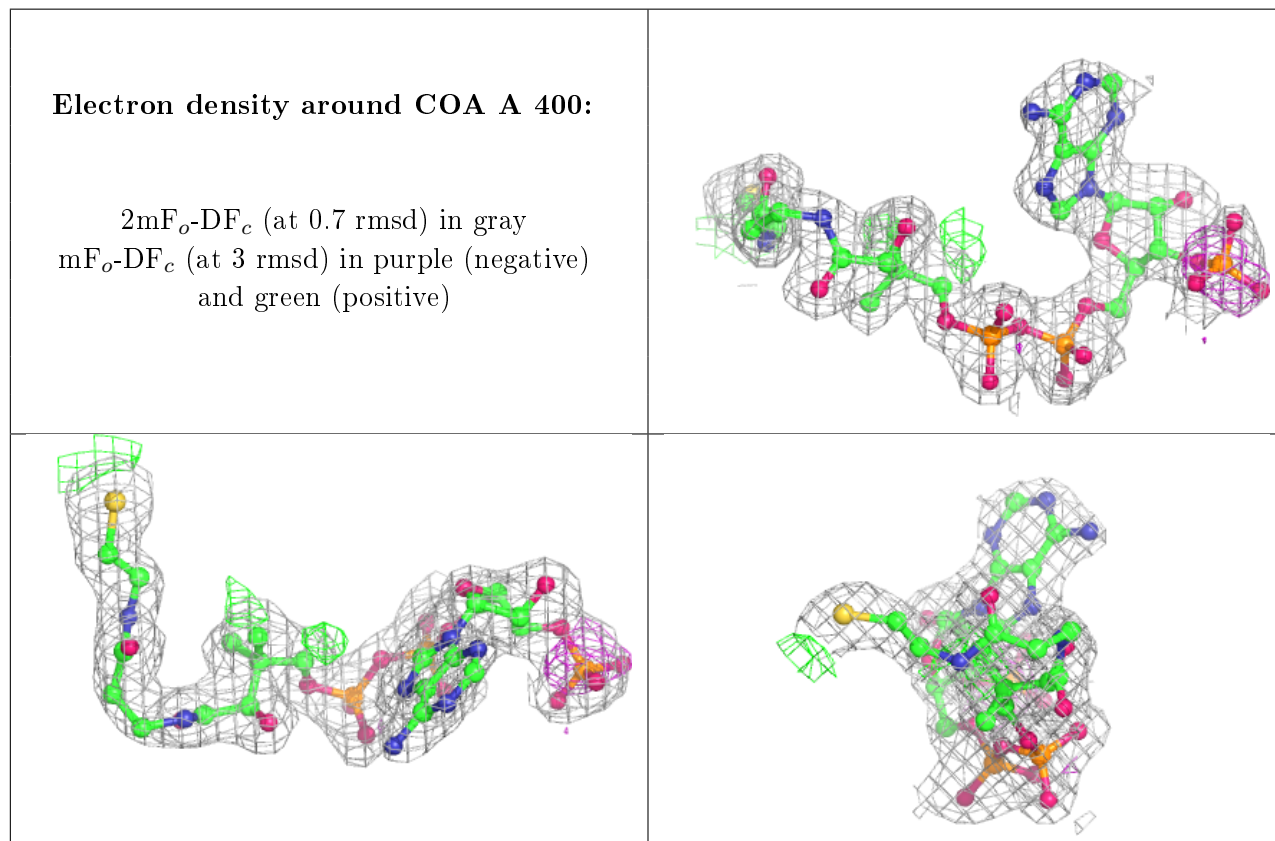 Electron density around COA A 400:
2mFo-DFc (at 0.7 rmsd) in gray
mFo-DFc (at 3 rmsd) in purple (negative)
and green (positive)